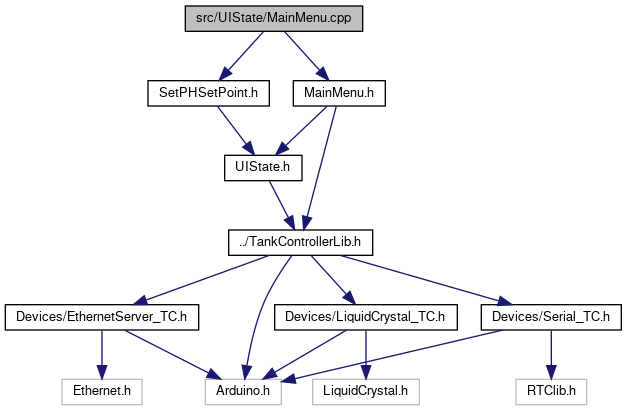 src/UIState/MainMenu.cpp
SetPHSetPoint.h
MainMenu.h
UIState.h
../TankControllerLib.h
Devices/EthernetServer_TC.h
Devices/LiquidCrystal_TC.h
Devices/Serial_TC.h
Ethernet.h
Arduino.h
LiquidCrystal.h
RTClib.h